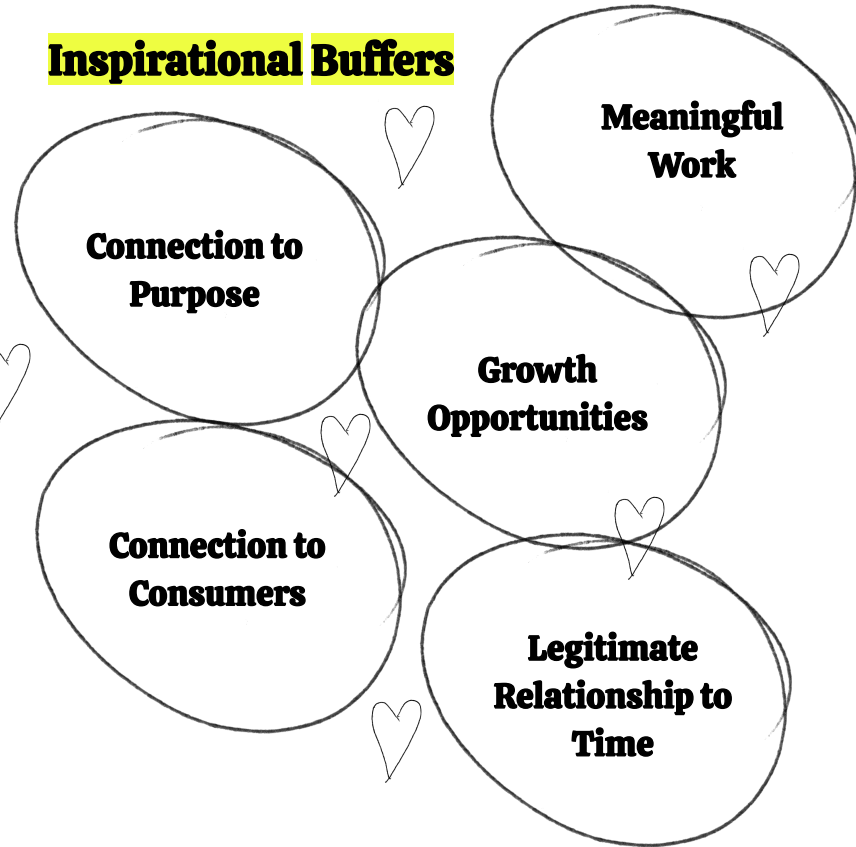 Inspirational Buffers
Meaningful
Work
Connection to
Purpose
Growth
Opportunities
Connection to
Consumers
Legitimate
Relationship to
Time